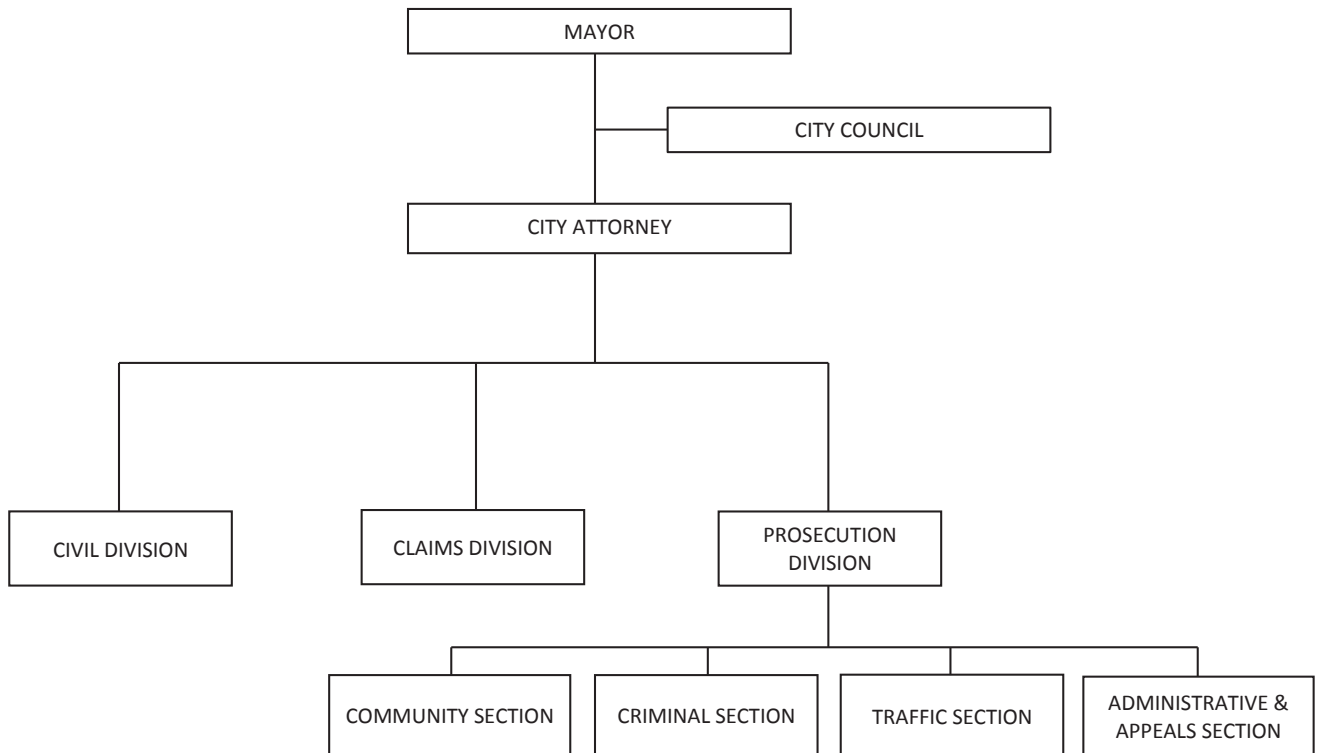 MAYOR
CITY COUNCIL
CITY ATTORNEY
CIVIL DIVISION
CLAIMS DIVISION
PROSECUTION
DIVISION
COMMUNITY SECTION
CRIMINAL SECTION
TRAFFIC SECTION
ADMINISTRATIVE &
APPEALS SECTION